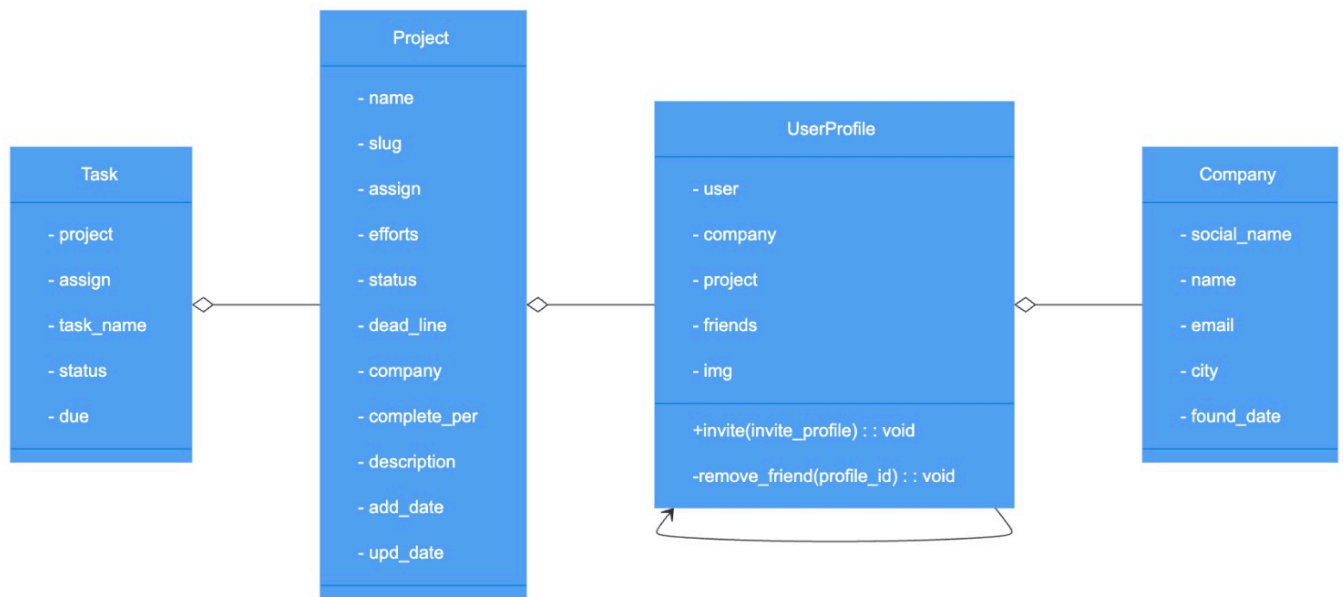 Task
- project
- assign
- task_name
- status
- due
Project
- name
- slug
- assign
- efforts
- status
- dead_line
- company
- complete_per
- description
- add_date
- upd_date
UserProfile
- user
- company
- project
- friends
- img
+invite(invite_profile) : : void
-remove_friend(profile_id) : : void
Company
- social_name
- name
- email
- city
- found_date